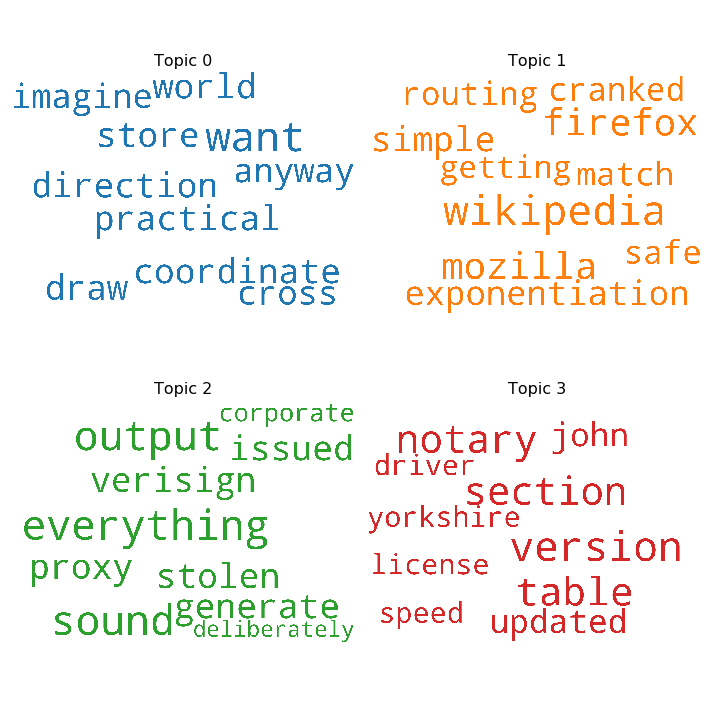 Topic 0
imagine world
store want
anyway
direction
practical
coordinate
draw cross
Topic 1
routing cranked
firefox
simple
getting match
wikipedia
safe
mozilla
exponentiation
Topic 2
corporate
output issued
verisign
everything
proxy stolen
generate
sound deliberately
Topic 3
notary john
driver
section
yorkshire
version
license
table
speed updated